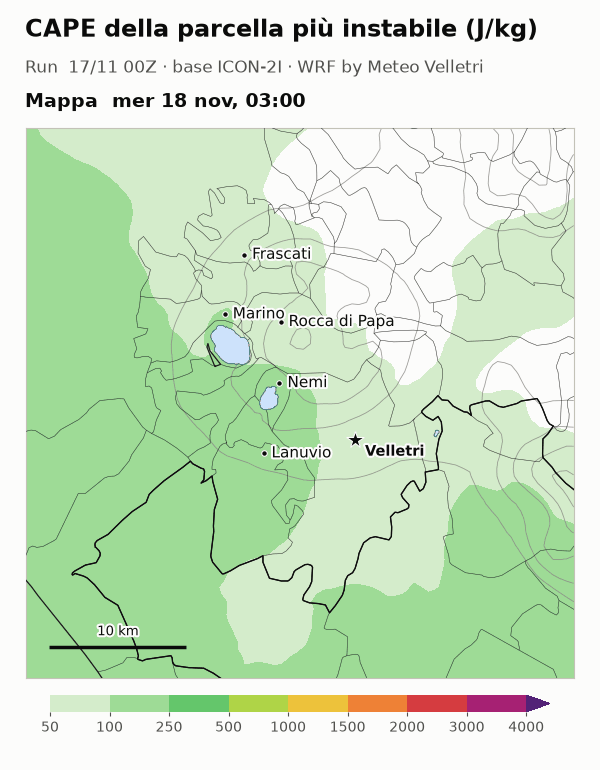 CAPE della parcella più instabile (J/kg)
Run  17/11 00Z · base ICON-2I · WRF by Meteo Velletri
Mappa  mer 18 nov, 03:00
Frascati
Marino
Rocca di Papa
Nemi
Velletri
Lanuvio
10 km
50 100 250 500 1000 1500 2000 3000 4000